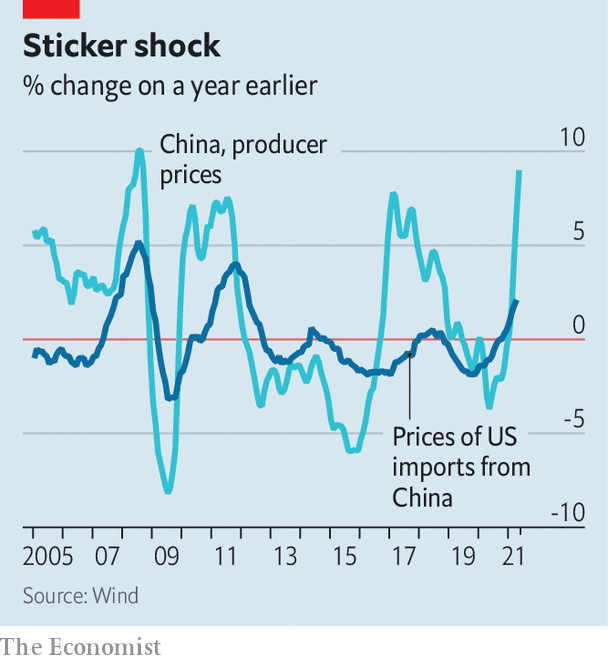 Sticker shock
% change on a year earlier
China, producer
prices
10
5
0
-5
-10
Prices of US
imports from
China
2005 07 09 11 13 15 17 19 21
Source: Wind
The Economist